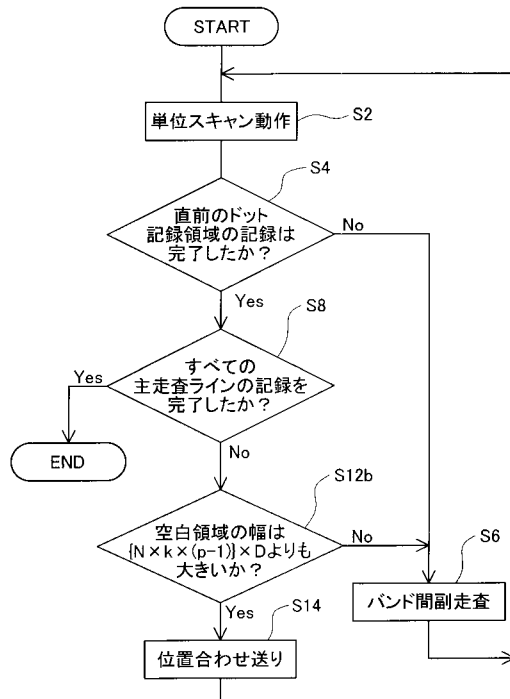 START
単位スキャン動作
S2
S4
直前のドット
記録領域の記録は
完了したか？
No
Yes
S8
すべての
主走査ラインの記録を
完了したか？
Yes
END
No
S12b
空白領域の幅は
{N×k×(p-1)}×Dよりも
大きいか？
No
S6
バンド間副走査
Yes
S14
位置合わせ送り